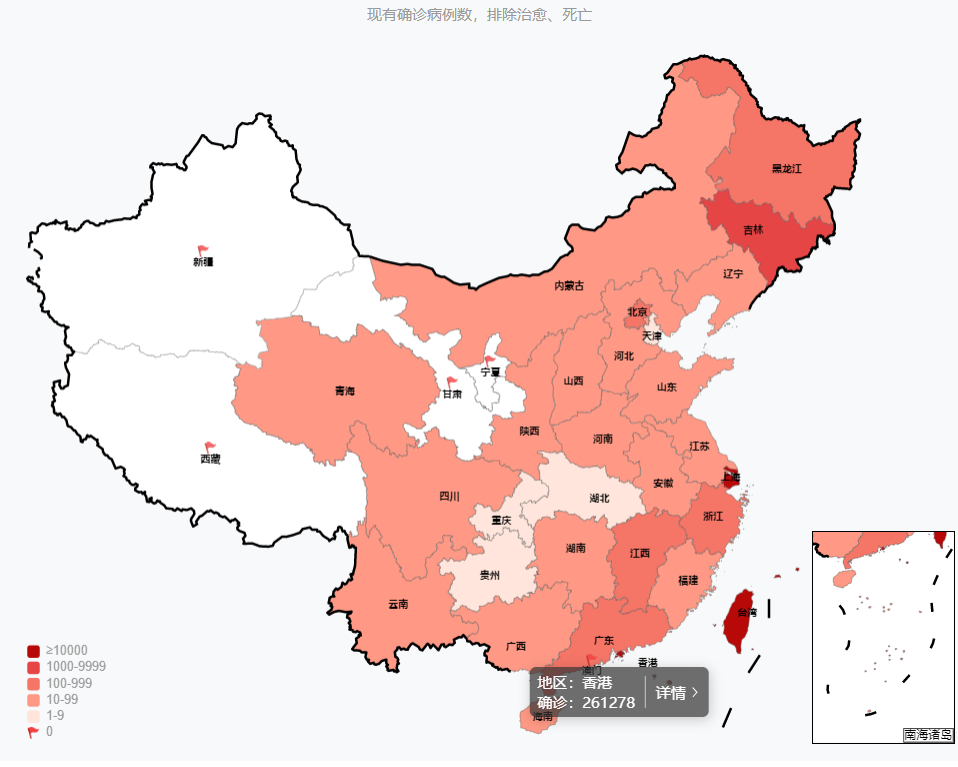 现有确诊病例数，排除治愈、死亡
黑龙江
吉林
新疆
辽宁
内蒙古
北京
天津
河北
宁夏
山西
山东
青海
甘肃
陕西
河南
江苏
西藏
上海
安徽
四川
湖北
重庆
浙江
湖南
江西
贵州
福建
云南
台湾
广东
广西
香港
澳门
地区：香港
确诊：261278
详情
海南
≥10000
1000-9999
100-999
10-99
1-9
0
南海诸岛